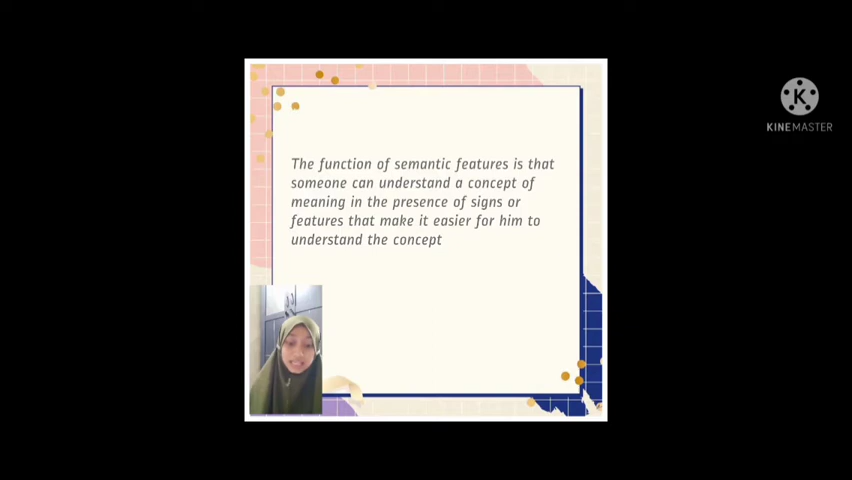 The function of semantic features is that
someone can understand a concept of
meaning in the presence of signs or
features that make it easier for him to
understand the concept
KINEMASTER